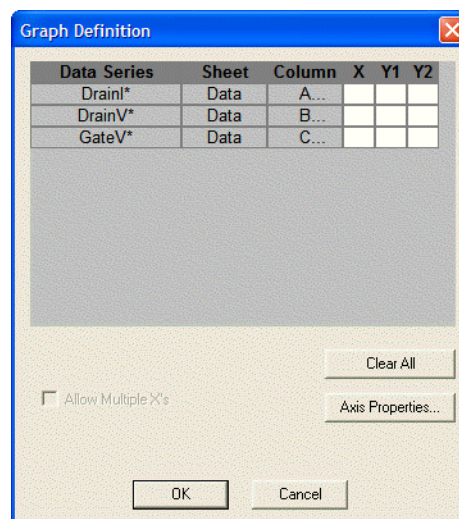 Graph Definition
Data Series Sheet Column X Y1 Y2
DrainI* Data A...
DrainV* Data B...
GateV* Data C...
Clear All
Allow Multiple X's
Axis Properties...
OK Cancel